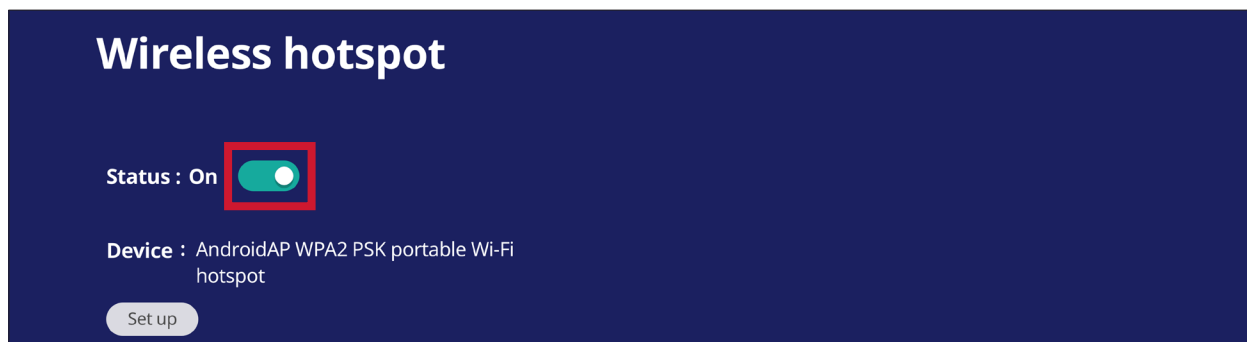 Wireless hotspot
Status : On
Device : AndroidAP WPA2 PSK portable Wi-Fi
hotspot
Set up